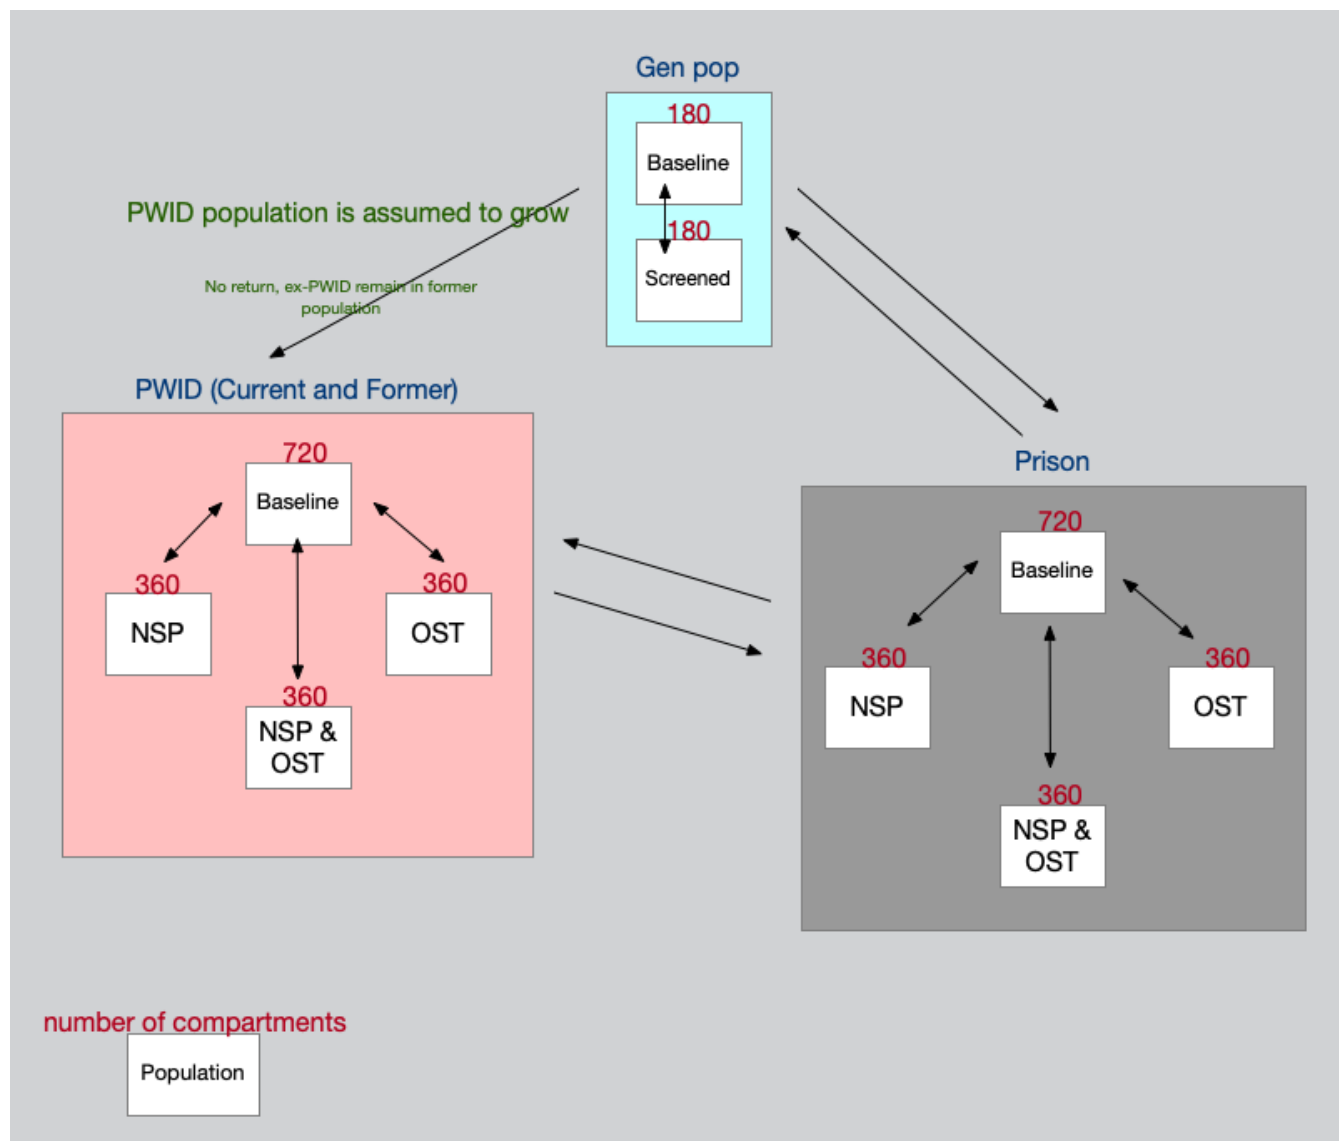 Gen pop
180
Baseline
180
Screened
PWID population is assumed to grow
No return, ex-PWID remain in former
population
PWID (Current and Former)
720
Baseline
360
NSP
360
OST
360
NSP &
OST
Prison
720
Baseline
360
NSP
360
OST
360
NSP &
OST
number of compartments
Population